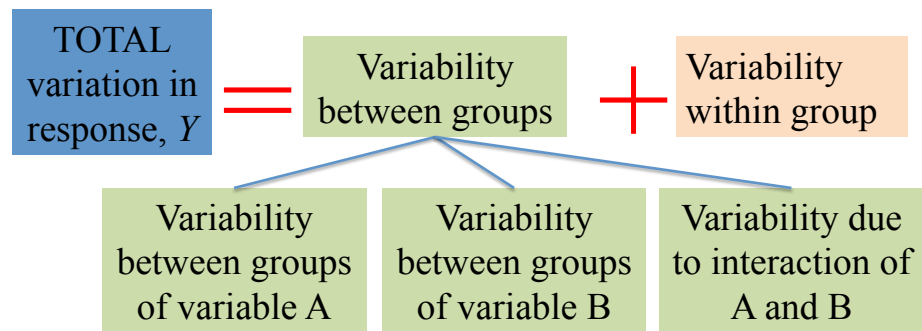 TOTAL
variation in
response, Y
=
Variability
between groups
+
Variability
within group
Variability
between groups
of variable A
Variability
between groups
of variable B
Variability due
to interaction of
A and B